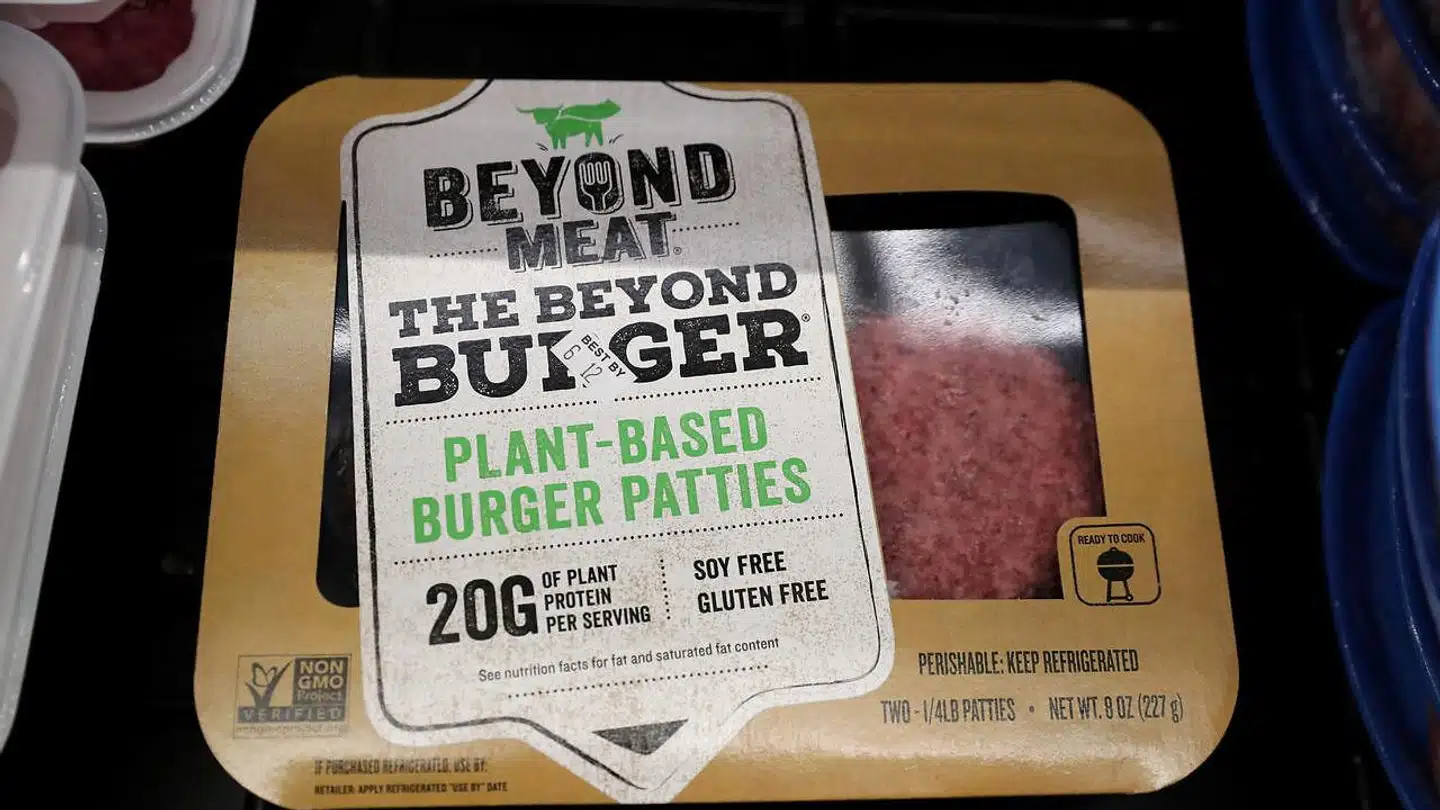 BEYOND
MEAT®
THE BEYOND
BURGER®
BEST BY
6 12
PLANT-BASED
BURGER PATTIES
20G
OF PLANT
PROTEIN
PER SERVING
SOY FREE
GLUTEN FREE
See nutrition facts for fat and saturated fat content
READY TO COOK
NON
GMO
Project
VERIFIED
PERISHABLE: KEEP REFRIGERATED
TWO - 1/4LB PATTIES • NET WT. 8 OZ (227 g)
IF PURCHASED REFRIGERATED, USE BY:
RETAILER: APPLY REFRIGERATED "USE BY" DATE